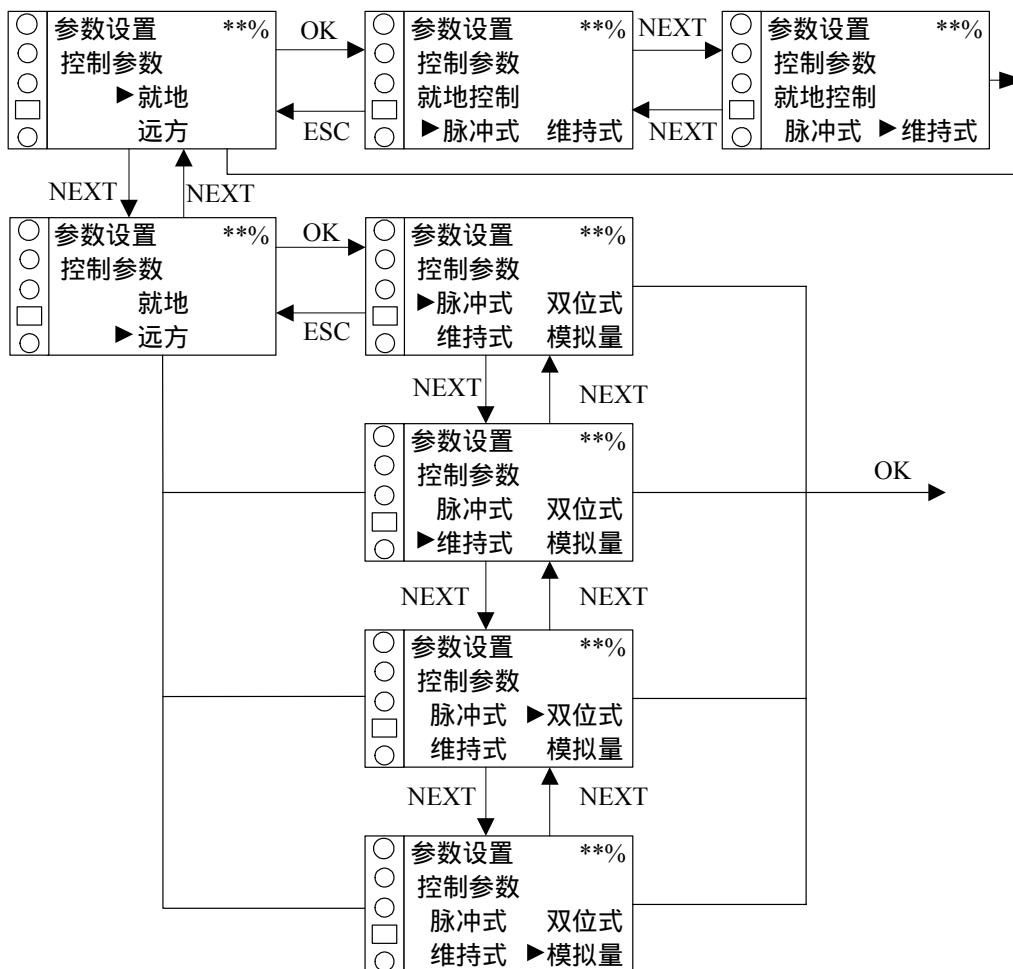 参数设置 **%
控制参数
▶就地
远方
OK
ESC
参数设置 **%
控制参数
就地控制
▶脉冲式 维持式
NEXT
NEXT
参数设置 **%
控制参数
就地控制
脉冲式 ▶维持式
NEXT
NEXT
参数设置 **%
控制参数
就地
▶远方
OK
ESC
参数设置 **%
控制参数
▶脉冲式 双位式
维持式 模拟量
NEXT
NEXT
参数设置 **%
控制参数
脉冲式 双位式
▶维持式 模拟量
OK
NEXT
NEXT
参数设置 **%
控制参数
脉冲式 ▶双位式
维持式 模拟量
NEXT
NEXT
参数设置 **%
控制参数
脉冲式 双位式
维持式 ▶模拟量